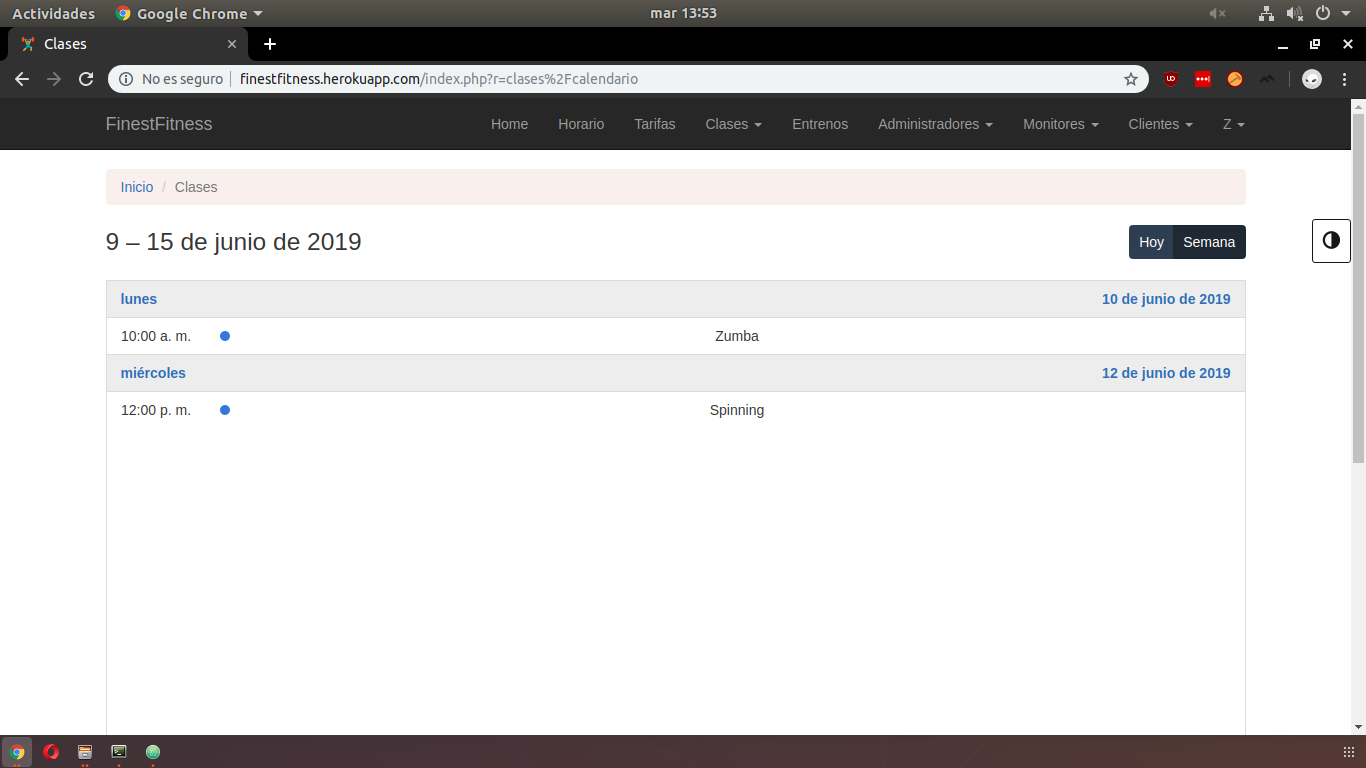 Actividades Google Chrome mar 13:53
Clases
No es seguro finestfitness.herokuapp.com/index.php?r=clases%2Fcalendario
FinestFitness Home Horario Tarifas Clases Entrenos Administradores Monitores Clientes Z
Inicio / Clases
9 – 15 de junio de 2019 Hoy Semana
lunes 10 de junio de 2019
10:00 a. m. Zumba
miércoles 12 de junio de 2019
12:00 p. m. Spinning